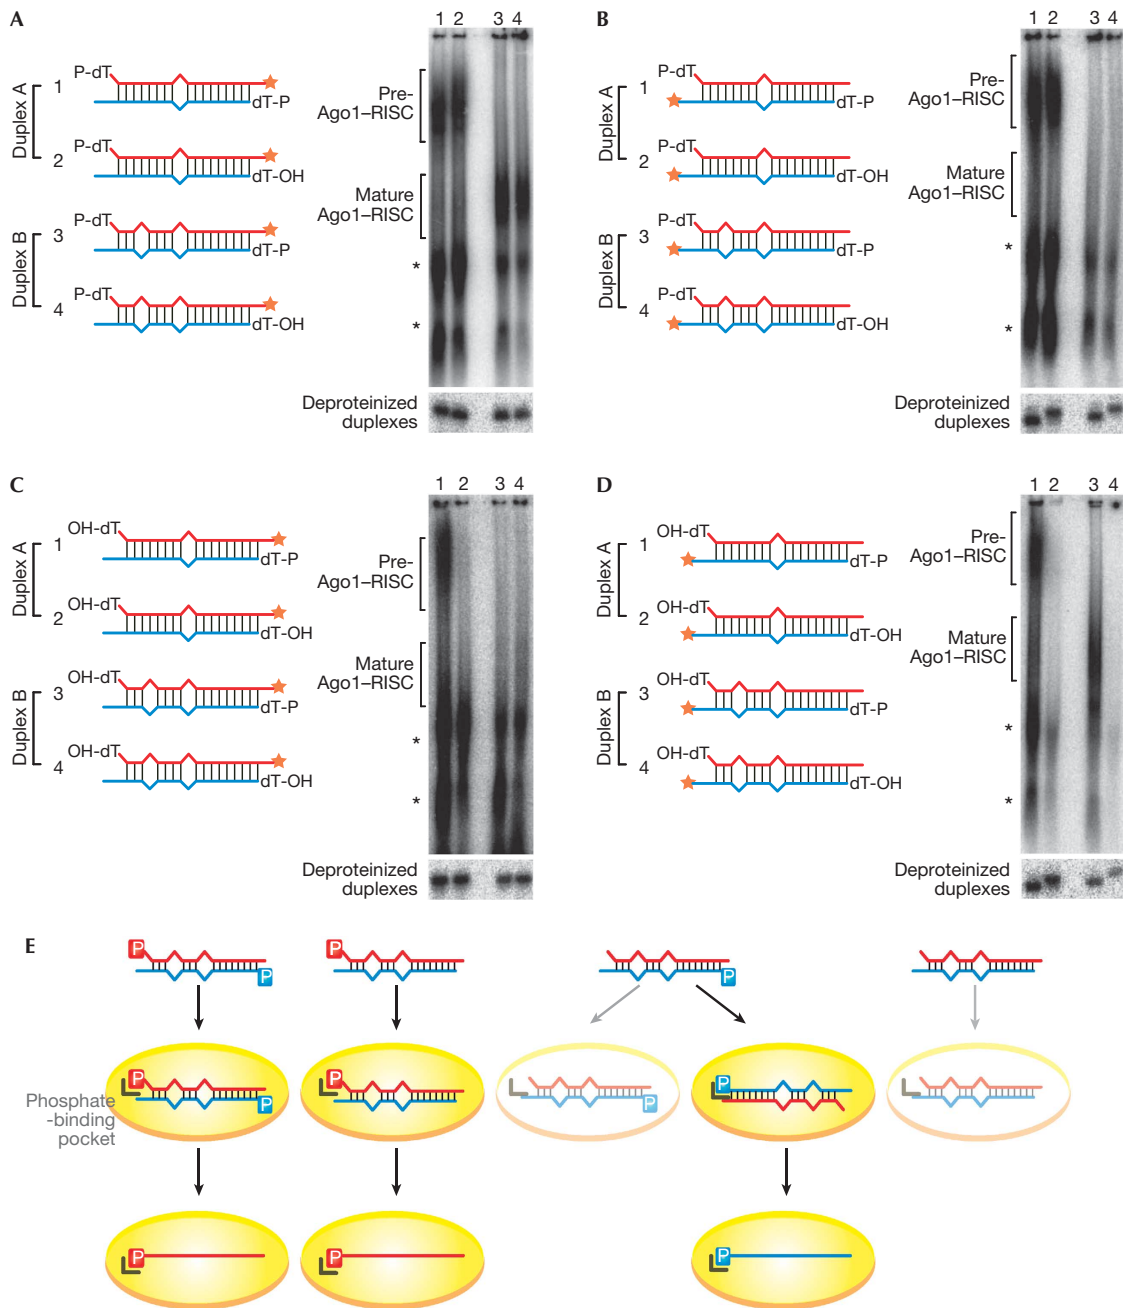 A
1 2 3 4
Duplex A
1
P-dT
dT-P
2
P-dT
dT-OH
Duplex B
3
P-dT
dT-P
4
P-dT
dT-OH
Pre-
Ago1–RISC
Mature
Ago1–RISC
*
*
Deproteinized
duplexes
B
1 2 3 4
Duplex A
1
P-dT
dT-P
2
P-dT
dT-OH
Duplex B
3
P-dT
dT-P
4
P-dT
dT-OH
Pre-
Ago1–RISC
Mature
Ago1–RISC
*
*
Deproteinized
duplexes
C
1 2 3 4
Duplex A
1
OH-dT
dT-P
2
OH-dT
dT-OH
Duplex B
3
OH-dT
dT-P
4
OH-dT
dT-OH
Pre-
Ago1–RISC
Mature
Ago1–RISC
*
*
Deproteinized
duplexes
D
1 2 3 4
Duplex A
1
OH-dT
dT-P
2
OH-dT
dT-OH
Duplex B
3
OH-dT
dT-P
4
OH-dT
dT-OH
Pre-
Ago1–RISC
Mature
Ago1–RISC
*
*
Deproteinized
duplexes
E
P P P P
P P P P P
Phosphate
-binding
pocket
P P P